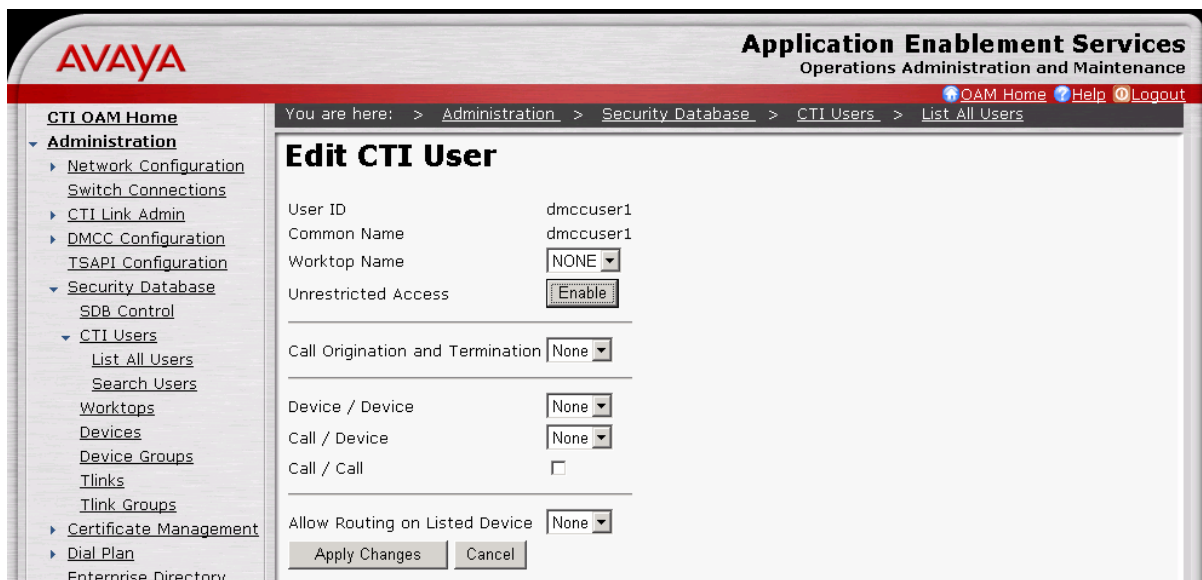 AVAYA
Application Enablement Services
Operations Administration and Maintenance
OAM Home Help Logout
CTI OAM Home
Administration
Network Configuration
Switch Connections
CTI Link Admin
DMCC Configuration
TSAPI Configuration
Security Database
SDB Control
CTI Users
List All Users
Search Users
Worktops
Devices
Device Groups
Tlinks
Tlink Groups
Certificate Management
Dial Plan
Enterprise Directory
You are here: > Administration > Security Database > CTI Users > List All Users
Edit CTI User
User ID dmccuser1
Common Name dmccuser1
Worktop Name NONE
Unrestricted Access Enable
Call Origination and Termination None
Device / Device None
Call / Device None
Call / Call
Allow Routing on Listed Device None
Apply Changes Cancel